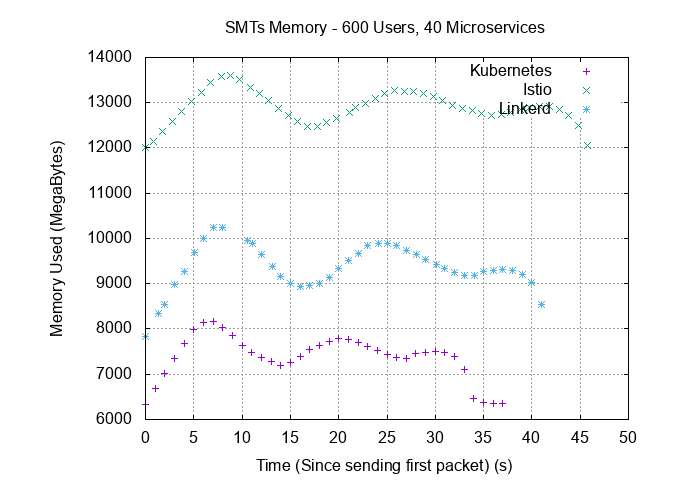 SMTs Memory - 600 Users, 40 Microservices
Memory Used (MegaBytes)
14000
13000
12000
11000
10000
9000
8000
7000
6000
Kubernetes
Istio
Linkerd
0 5 10 15 20 25 30 35 40 45 50
Time (Since sending first packet) (s)